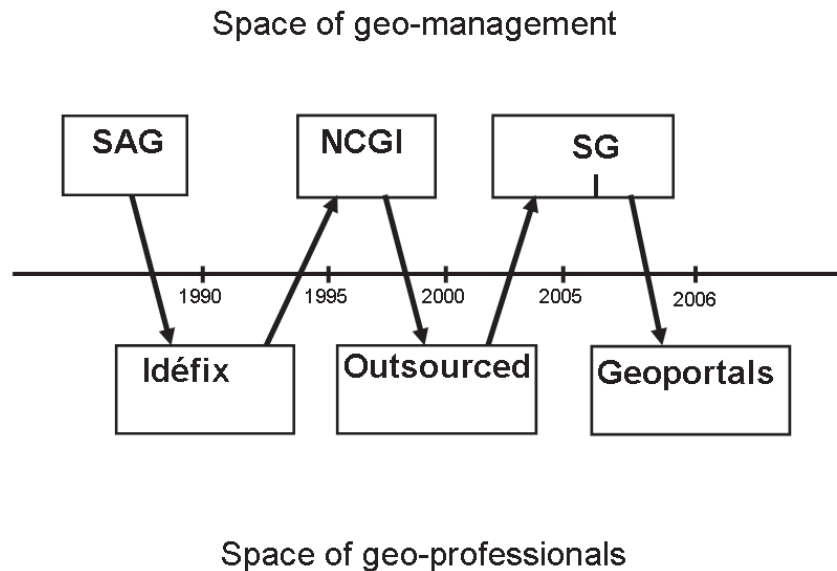 Space of geo-management
SAG
NCGI
SG
1990
1995
2000
2005
2006
Idéfix
Outsourced
Geoportals
Space of geo-professionals